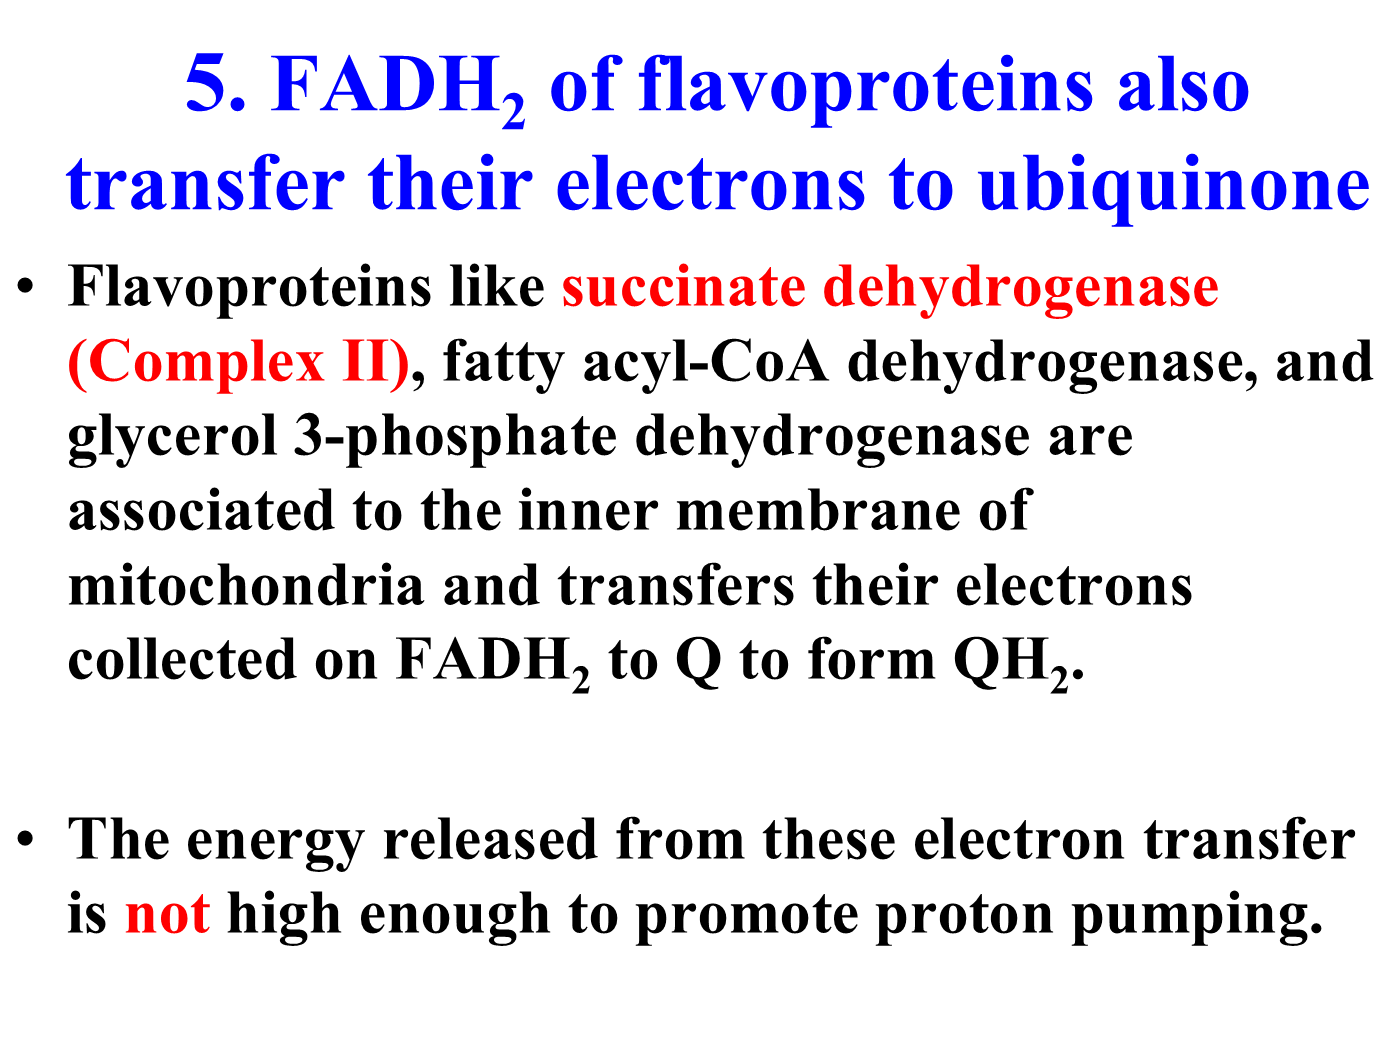 5. FADH₂ of flavoproteins also
transfer their electrons to ubiquinone
• Flavoproteins like succinate dehydrogenase
(Complex II), fatty acyl-CoA dehydrogenase, and
glycerol 3-phosphate dehydrogenase are
associated to the inner membrane of
mitochondria and transfers their electrons
collected on FADH₂ to Q to form QH₂.
• The energy released from these electron transfer
is not high enough to promote proton pumping.